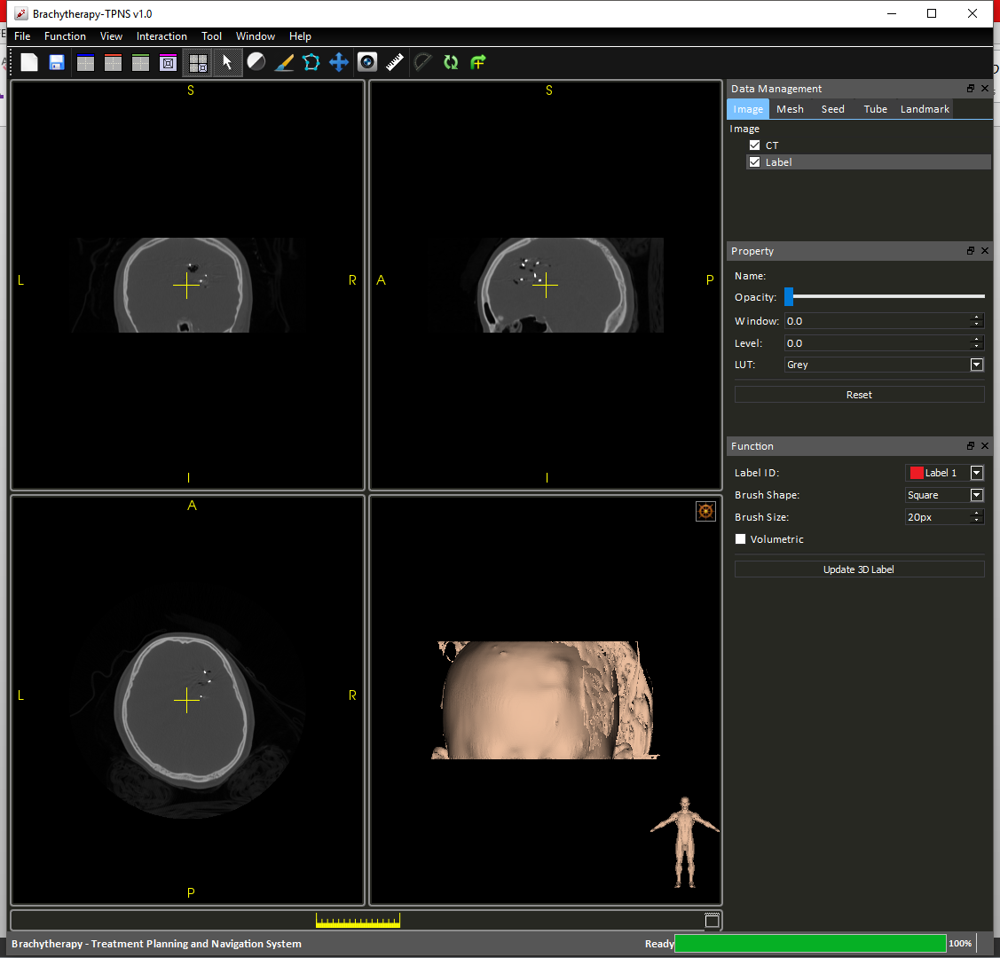 Brachytherapy-TPNS v1.0
File Function View Interaction Tool Window Help
S
L
R
I
S
A
P
I
A
L
R
P
Data Management
Image Mesh Seed Tube Landmark
Image
CT
Label
Property
Name:
Opacity:
Window: 0.0
Level: 0.0
LUT: Grey
Reset
Function
Label ID: Label 1
Brush Shape: Square
Brush Size: 20px
Volumetric
Update 3D Label
Brachytherapy - Treatment Planning and Navigation System Ready 100%